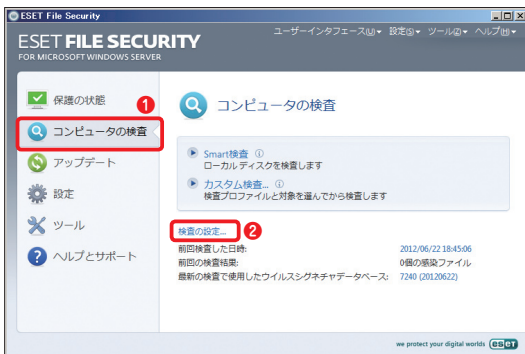 ESET File Security
ESET FILE SECURITY
FOR MICROSOFT WINDOWS SERVER
ユーザーインタフェース(U)▾ 設定(S)▾ ツール(Z)▾ ヘルプ(H)▾
保護の状態
1
コンピュータの検査
アップデート
設定
ツール
ヘルプとサポート
コンピュータの検査
Smart検査
ローカル ディスクを検査します
カスタム検査...
検査プロファイルと対象を選んでから検査します
検査の設定... 2
前回検査した日時: 2012/06/22 18:45:06
前回の検査結果: 0個の感染ファイル
最新の検査で使用したウイルスシグネチャデータベース: 7240 (20120622)
we protect your digital worlds eset